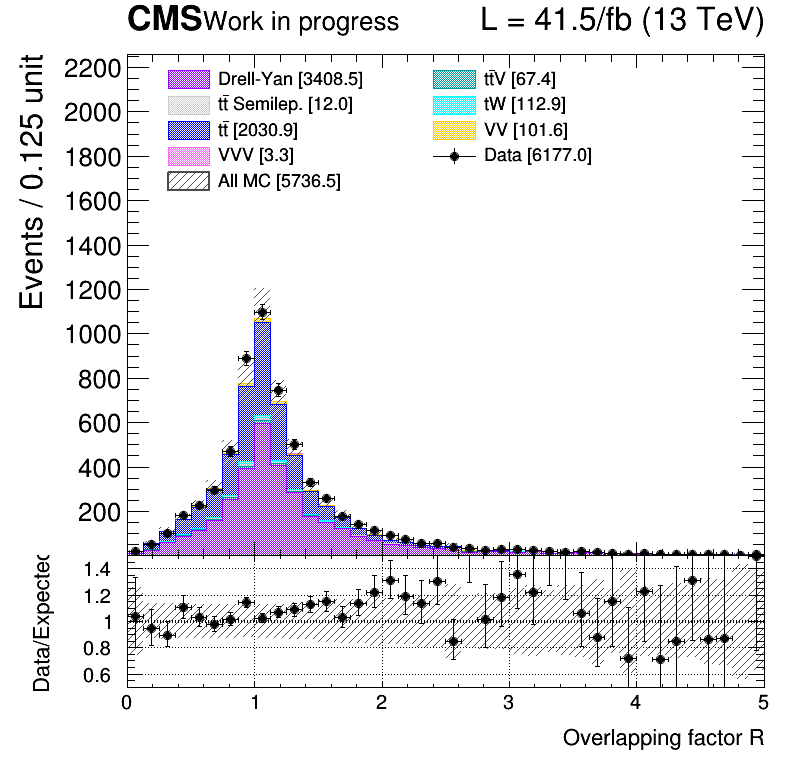 CMS Work in progress L = 41.5/fb (13 TeV)
Events / 0.125 unit
2200
2000
1800
1600
1400
1200
1000
800
600
400
200
Drell-Yan [3408.5]
tt̄ Semilep. [12.0]
tt̄ [2030.9]
VVV [3.3]
All MC [5736.5]
tt̄V [67.4]
tW [112.9]
VV [101.6]
Data [6177.0]
Data/Expected
1.4
1.2
1
0.8
0.6
0 1 2 3 4 5
Overlapping factor R